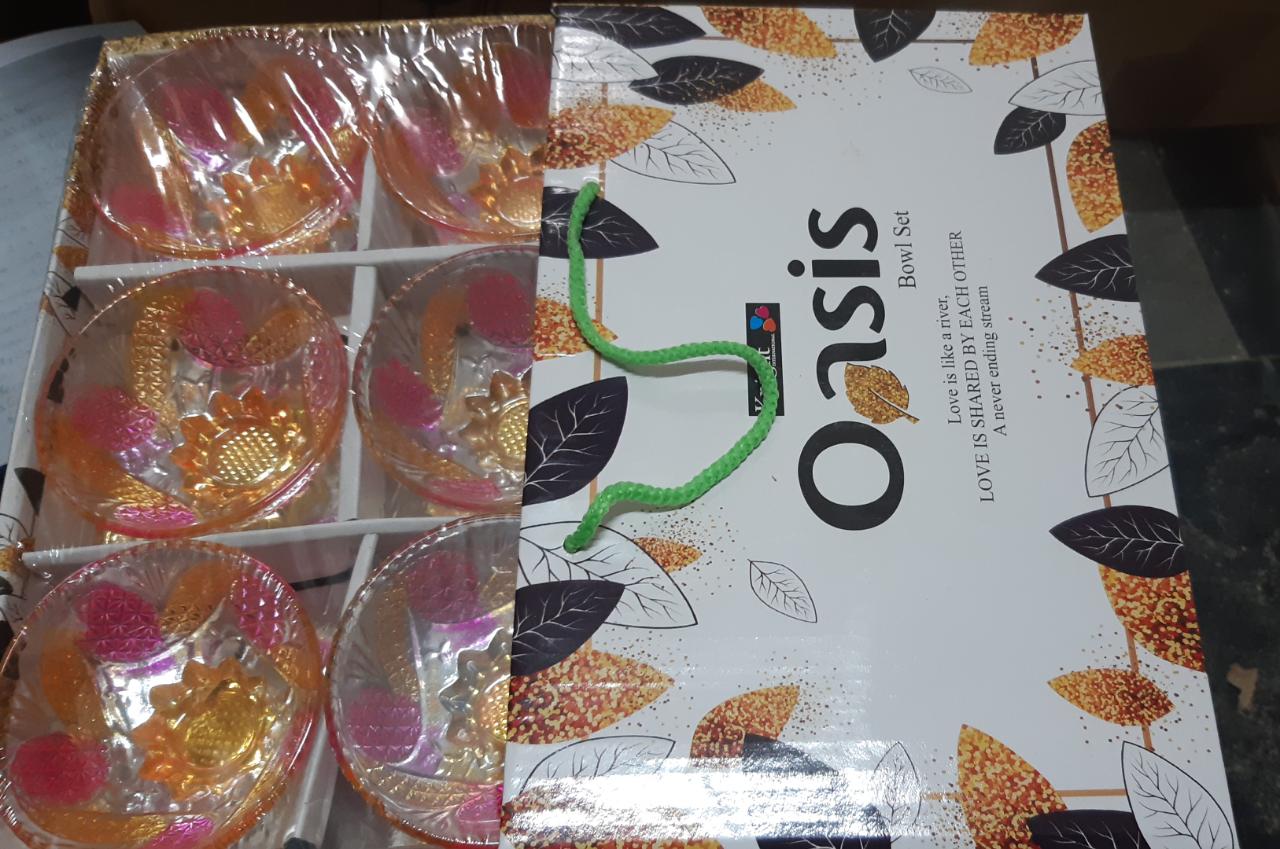 Oasis
Bowl Set
Love is like a river,
LOVE IS SHARED BY EACH OTHER
A never ending stream